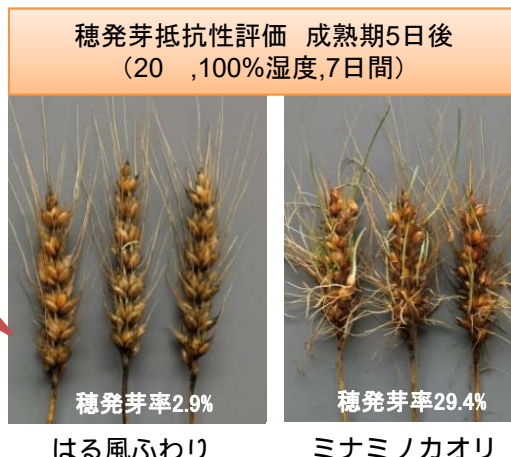 穂発芽抵抗性評価 成熟期5日後
（20 ,100%湿度,7日間）
穂発芽率2.9%
穂発芽率29.4%
はる風ふわり
ミナミノカオリ